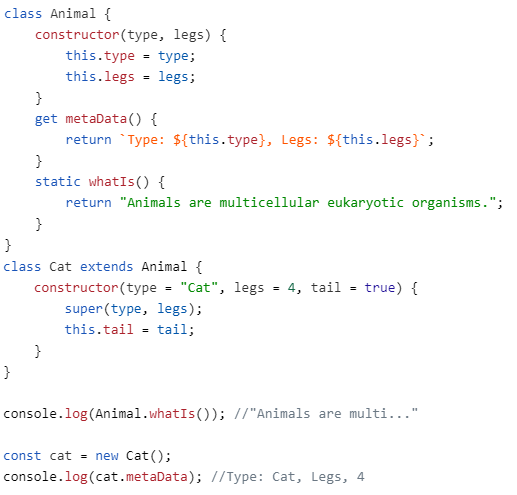 class Animal {
    constructor(type, legs) {
        this.type = type;
        this.legs = legs;
    }
    get metaData() {
        return `Type: ${this.type}, Legs: ${this.legs}`;
    }
    static whatIs() {
        return "Animals are multicellular eukaryotic organisms.";
    }
}
class Cat extends Animal {
    constructor(type = "Cat", legs = 4, tail = true) {
        super(type, legs);
        this.tail = tail;
    }
}

console.log(Animal.whatIs()); //"Animals are multi..."

const cat = new Cat();
console.log(cat.metaData); //Type: Cat, Legs, 4